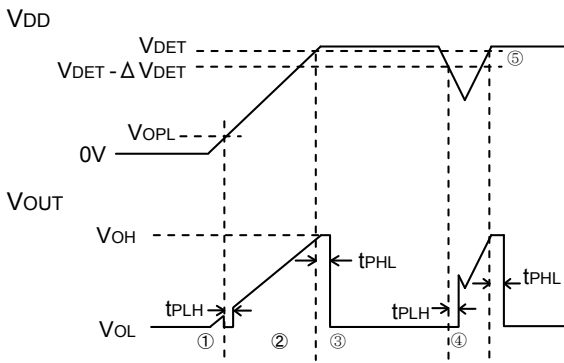 VDD
VDET
VDET - ΔVDET
⑤
VOPL
0V
VOUT
VOH
tPHL
tPHL
tPLH
tPLH
VOL
① ② ③ ④